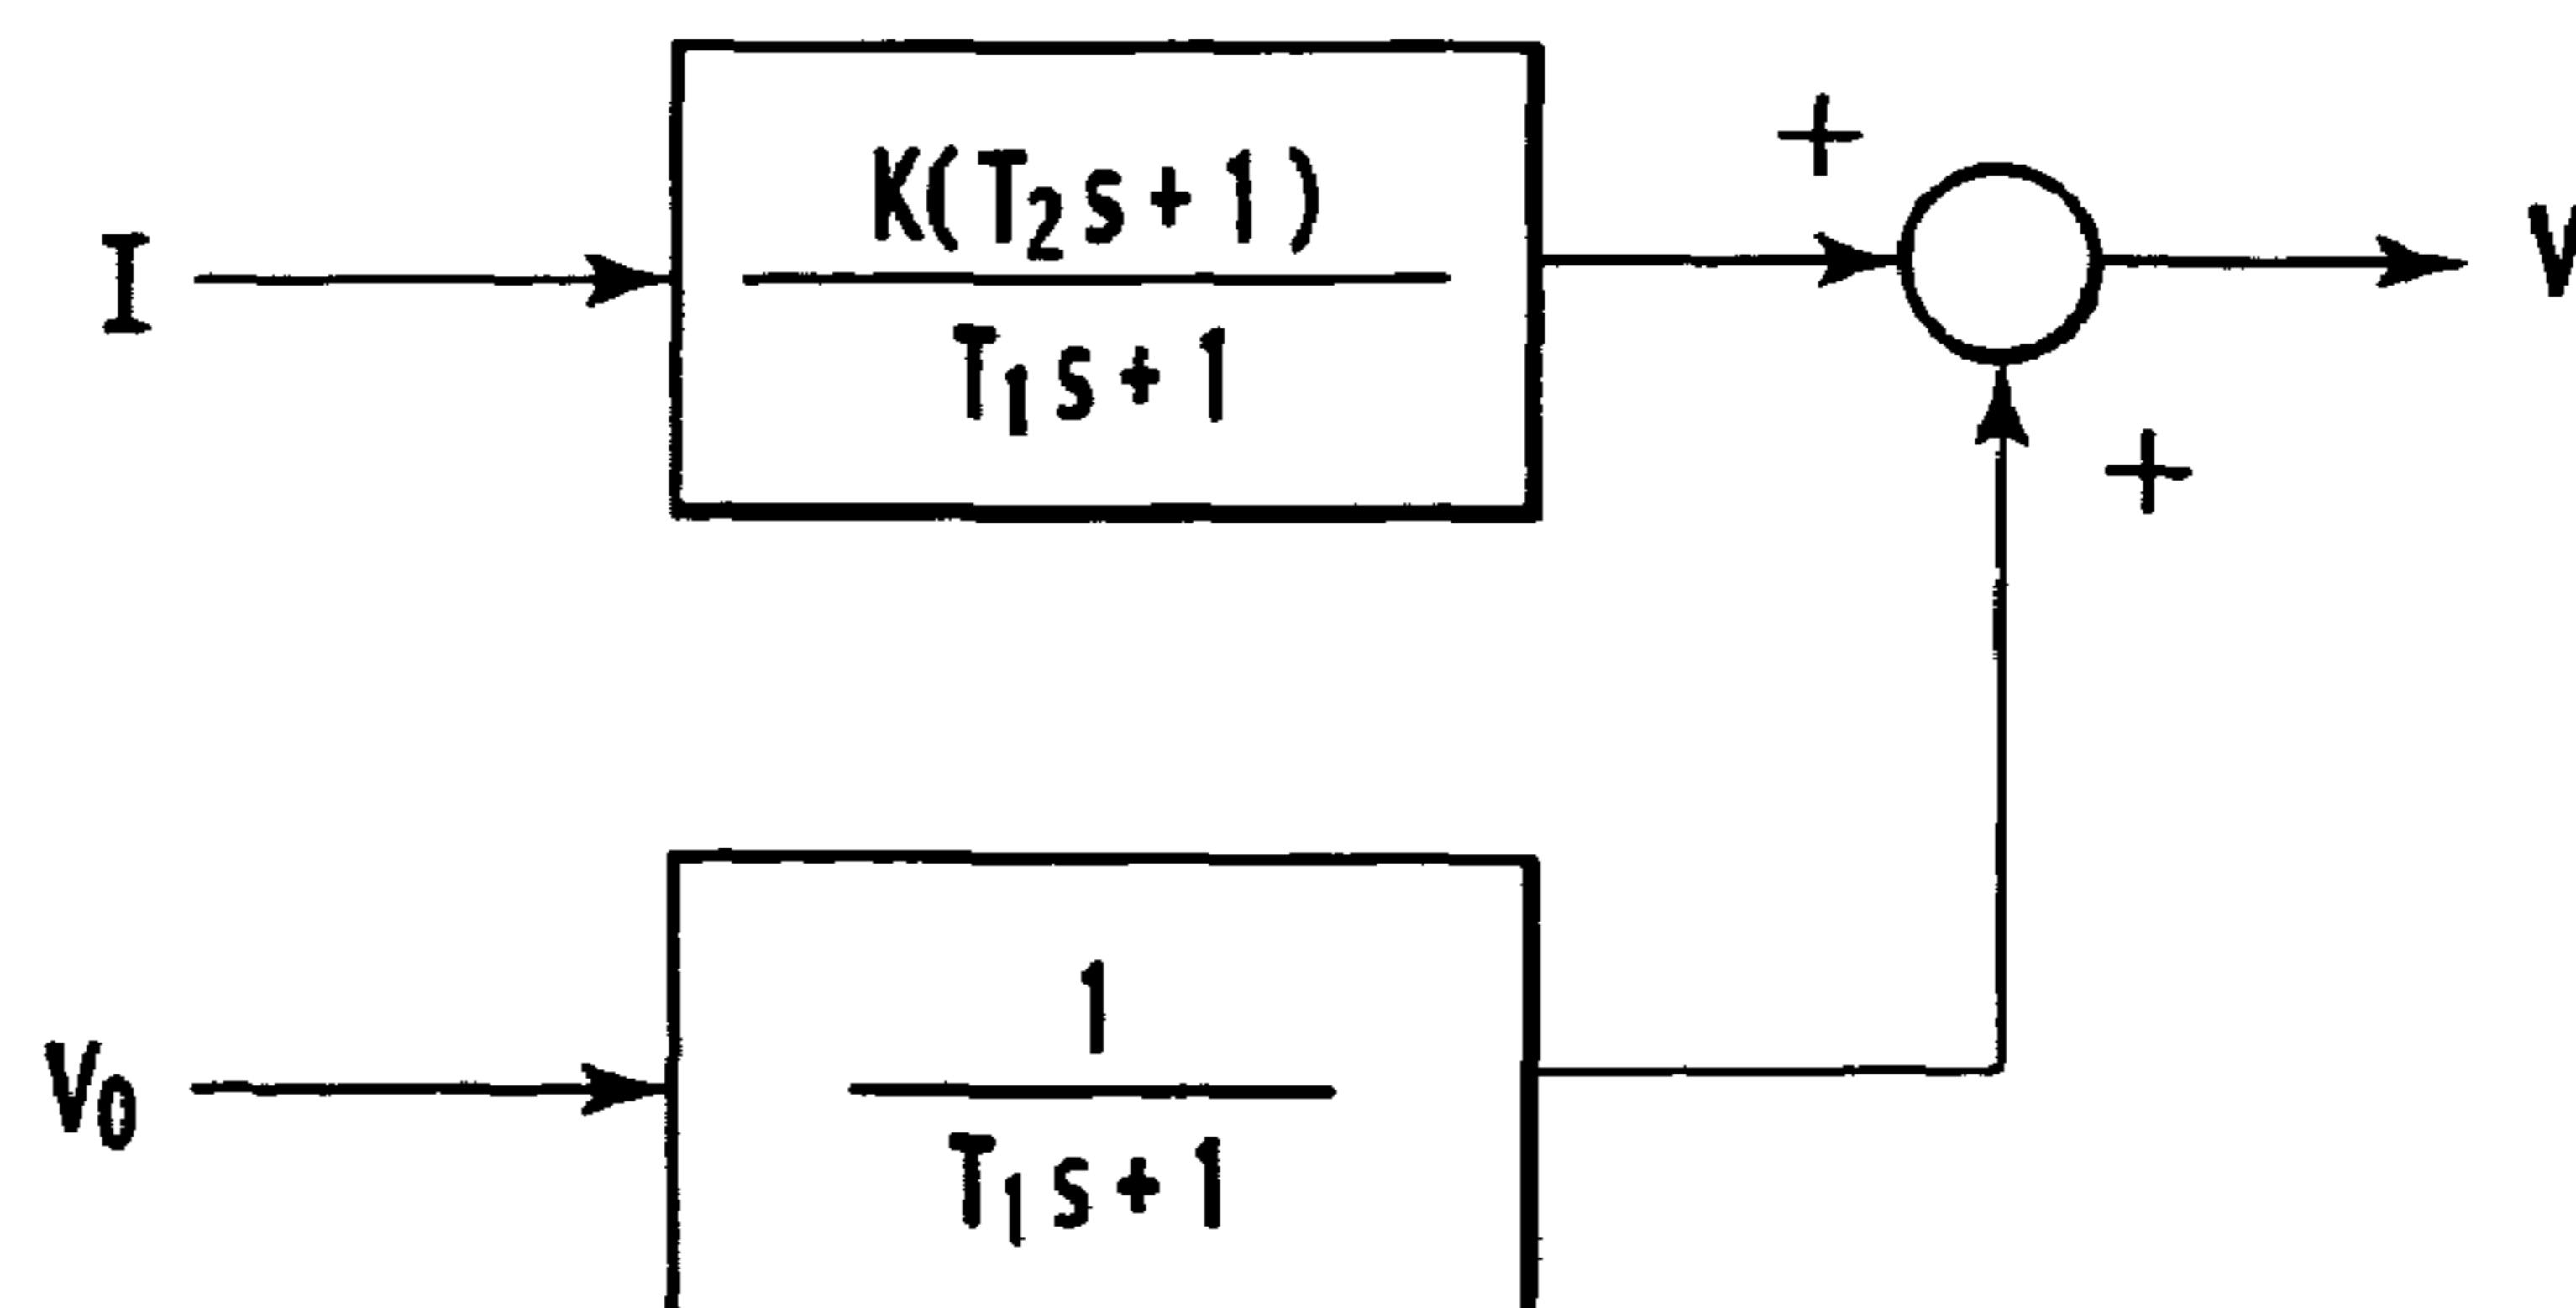 I
K(T₂s+1)
T₁s+1
+
V
+
V₀
1
T₁s+1